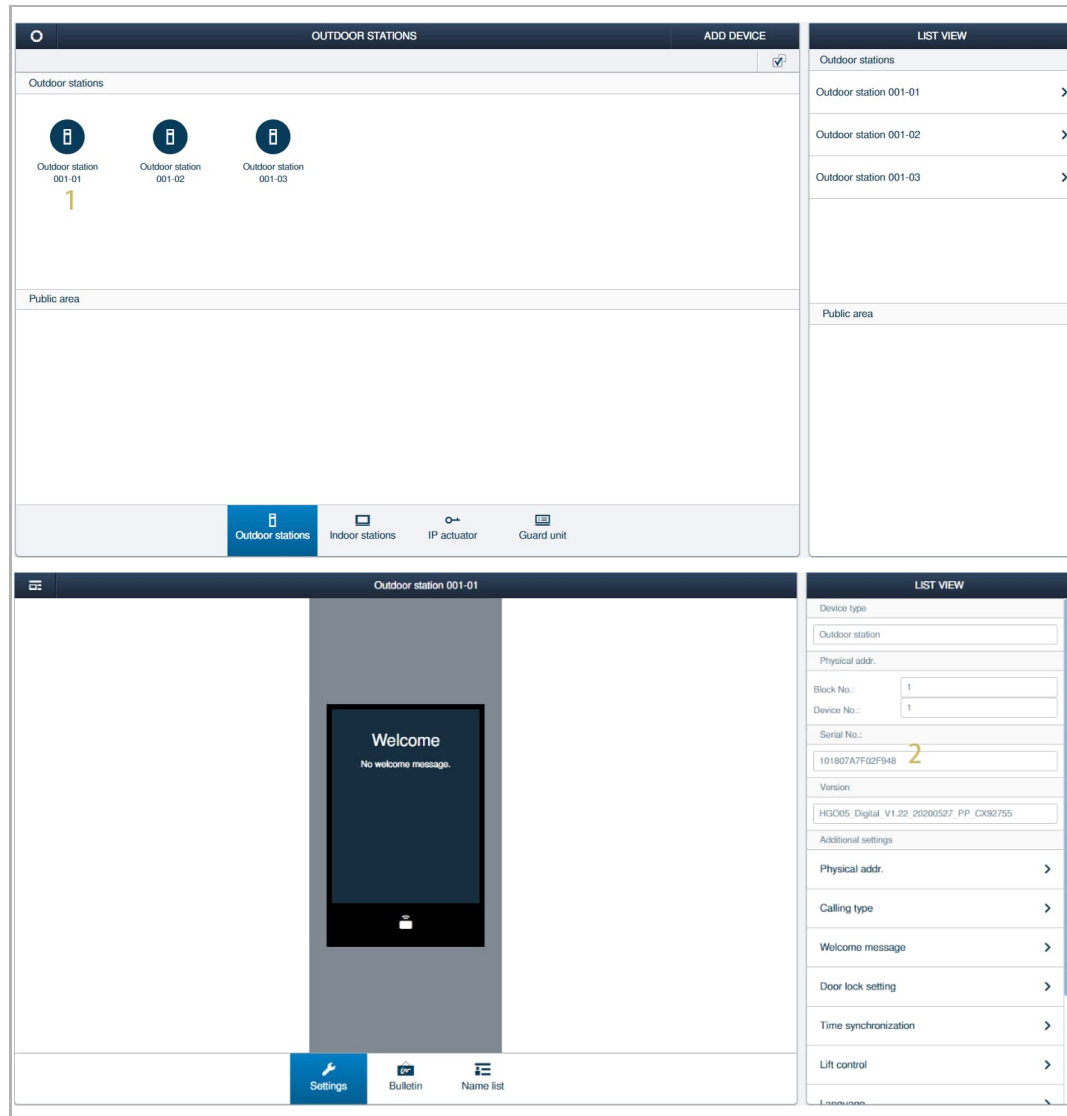 OUTDOOR STATIONS
ADD DEVICE
Outdoor stations
Outdoor station
001-01
Outdoor station
001-02
Outdoor station
001-03
1
Public area
Outdoor stations
Indoor stations
IP actuator
Guard unit
LIST VIEW
Outdoor stations
Outdoor station 001-01
Outdoor station 001-02
Outdoor station 001-03
Public area
Outdoor station 001-01
Welcome
No welcome message.
Settings
Bulletin
Name list
LIST VIEW
Device type
Outdoor station
Physical addr.
Block No.: 1
Device No.: 1
Serial No.:
2
101807A7F02F948
Version
HGO05_Digital_V1.22_20200527_PP_CX92755
Additional settings
Physical addr.
Calling type
Welcome message
Door lock setting
Time synchronization
Lift control
Language